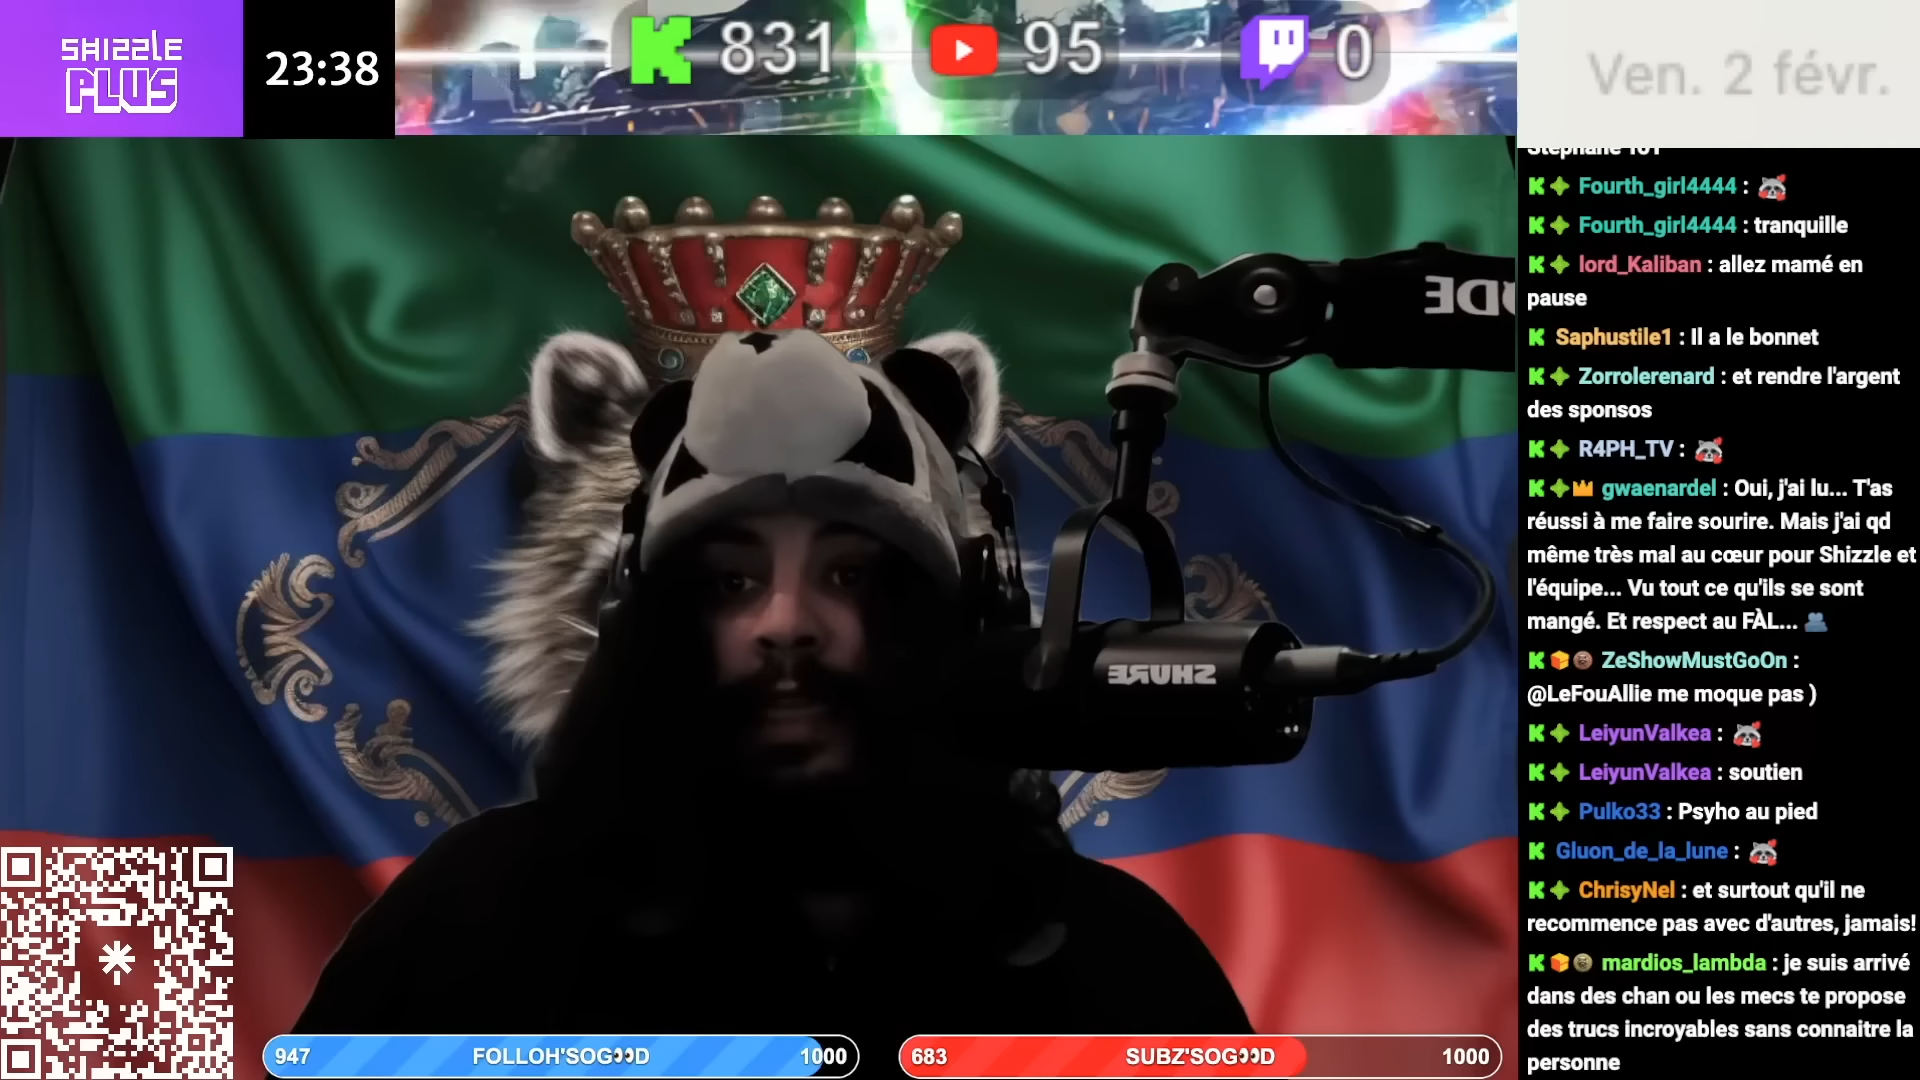 SHIZZLE
PLUS
23:38
831
95
0
Ven. 2 févr.
Stephane 101
Fourth_girl4444 :
Fourth_girl4444 : tranquille
lord_Kaliban : allez mamé en
pause
Saphustile1 : Il a le bonnet
Zorrolerenard : et rendre l'argent
des sponsos
R4PH_TV :
gwaenardel : Oui, j'ai lu... T'as
réussi à me faire sourire. Mais j'ai qd
même très mal au cœur pour Shizzle et
l'équipe... Vu tout ce qu'ils se sont
mangé. Et respect au FÀL...
ZeShowMustGoOn :
@LeFouAllie me moque pas )
LeiyunValkea :
LeiyunValkea : soutien
Pulko33 : Psyho au pied
Gluon_de_la_lune :
ChrisyNel : et surtout qu'il ne
recommence pas avec d'autres, jamais!
mardios_lambda : je suis arrivé
dans des chan ou les mecs te propose
des trucs incroyables sans connaitre la
personne
SHURE
947 FOLLOH'SOG👀D 1000
683 SUBZ'SOG👀D 1000